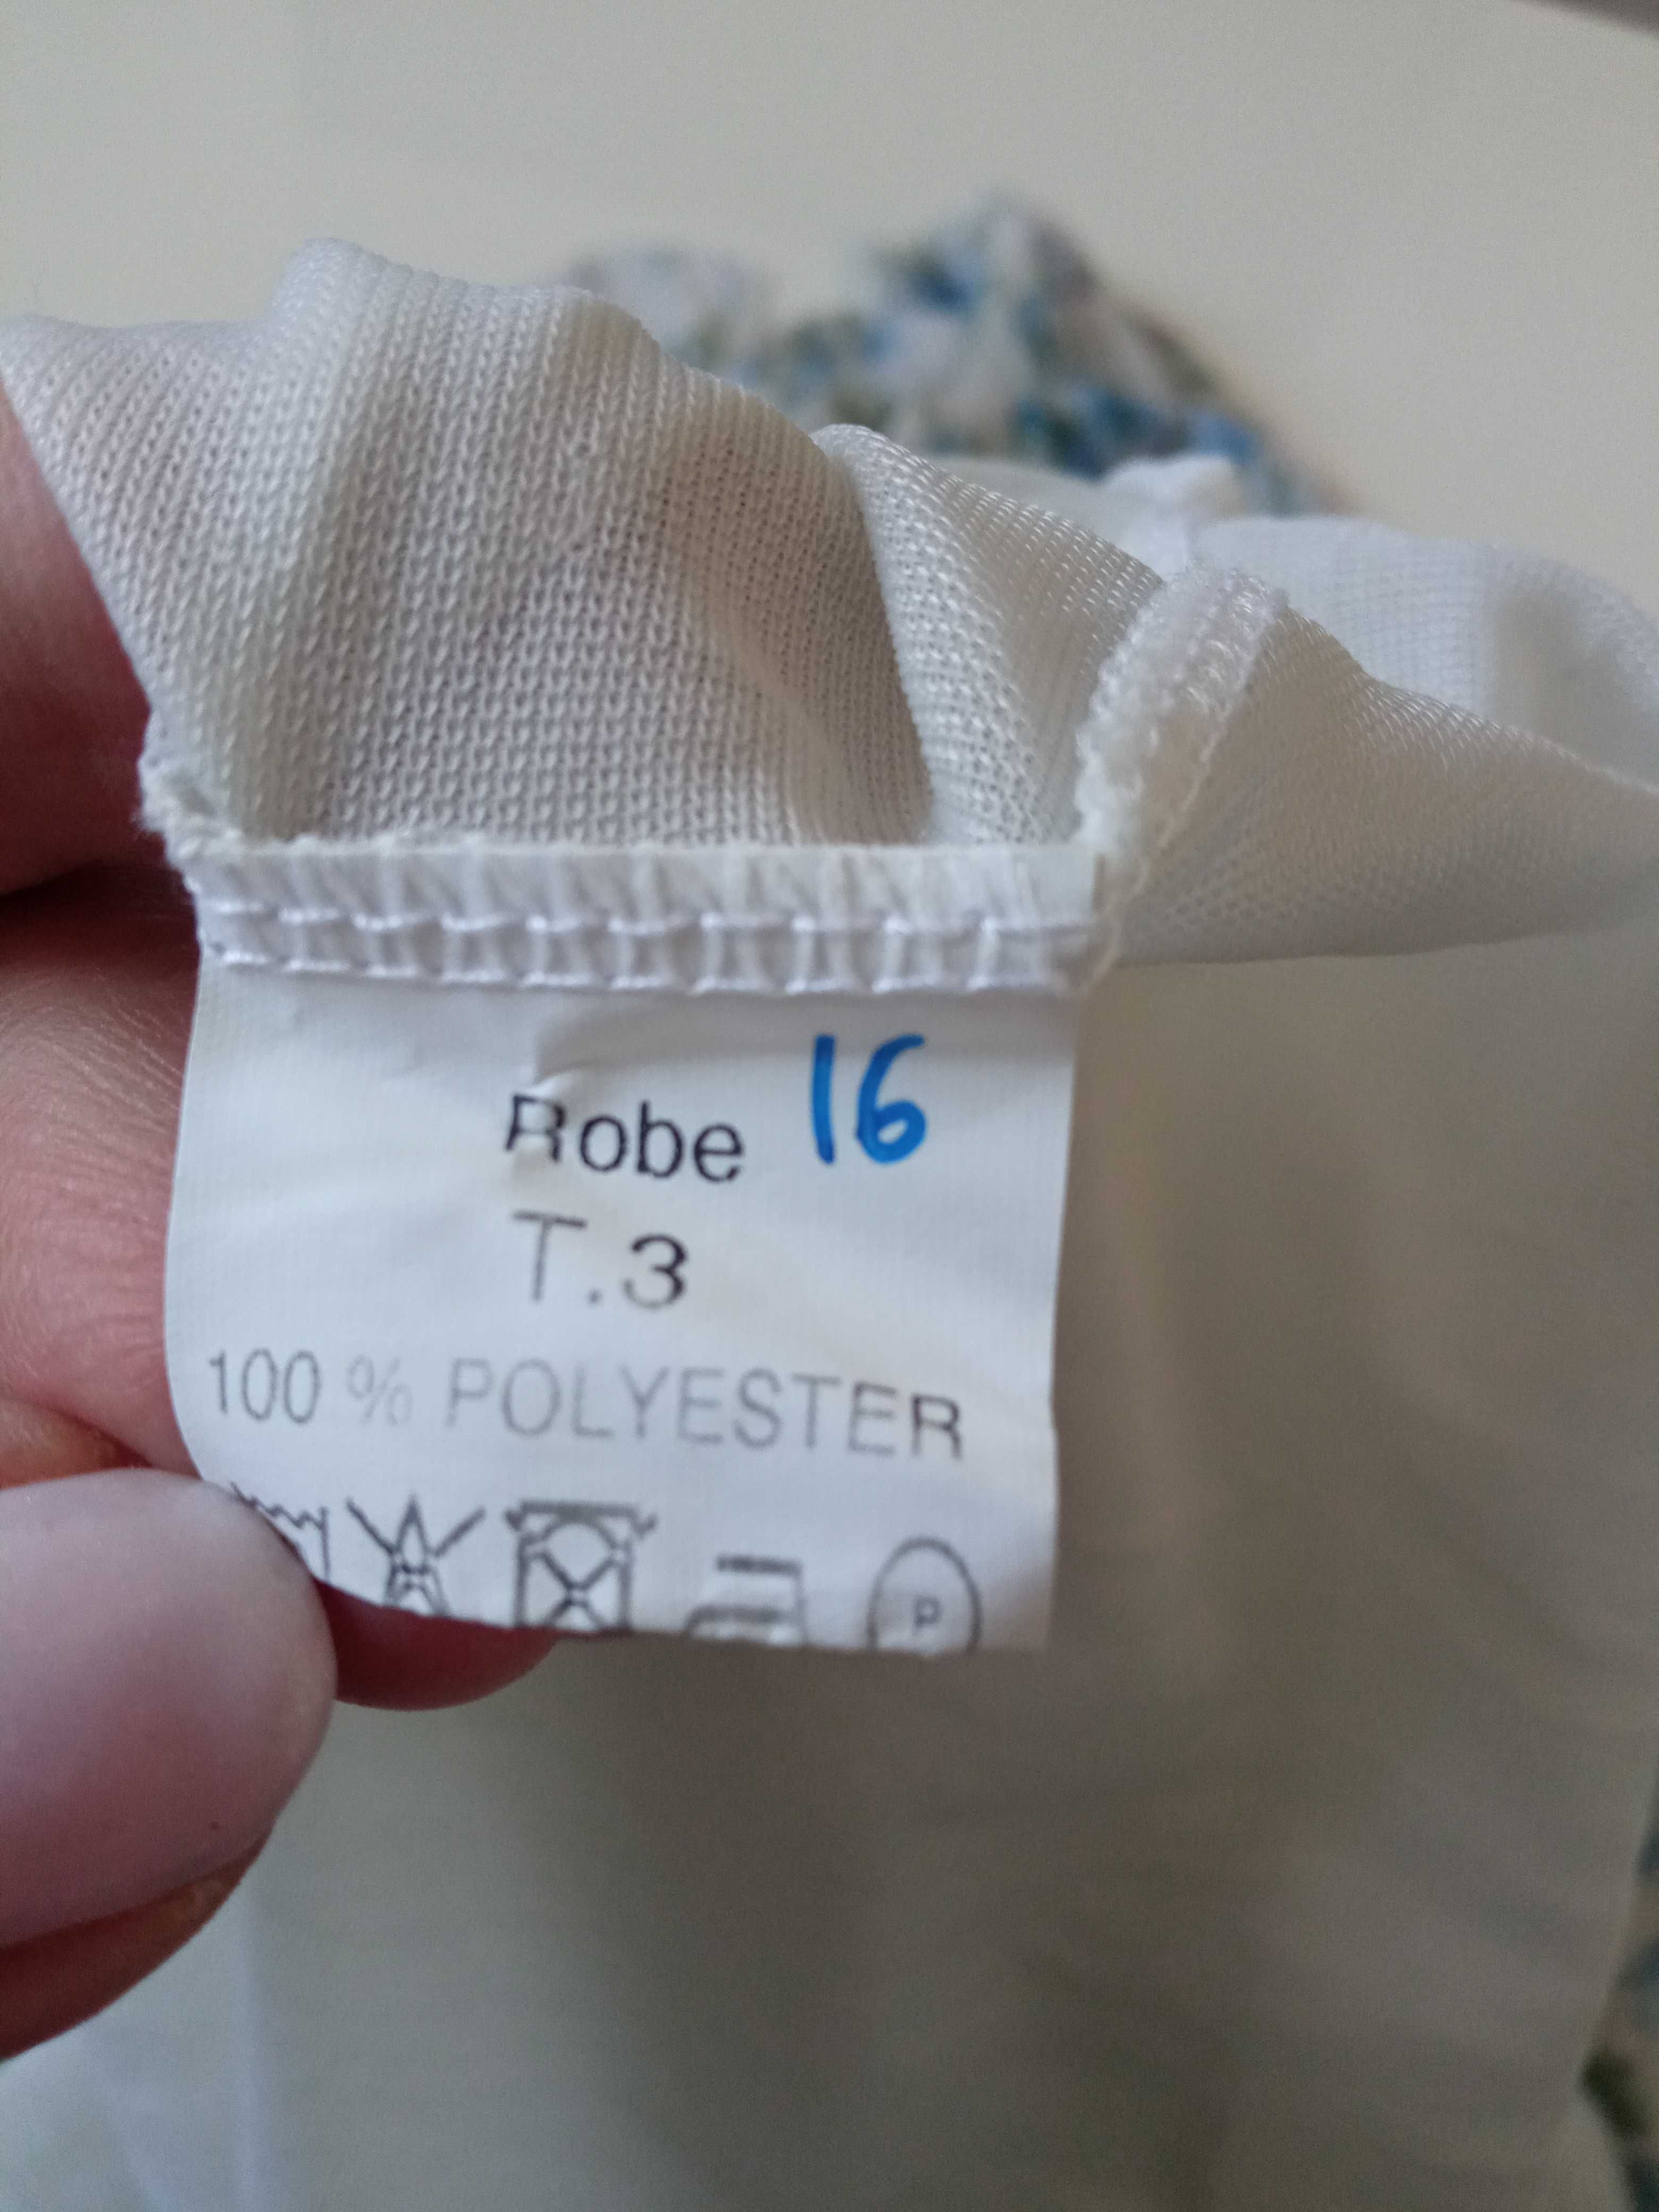 Robe 16
T.3
100 % POLYESTER
P